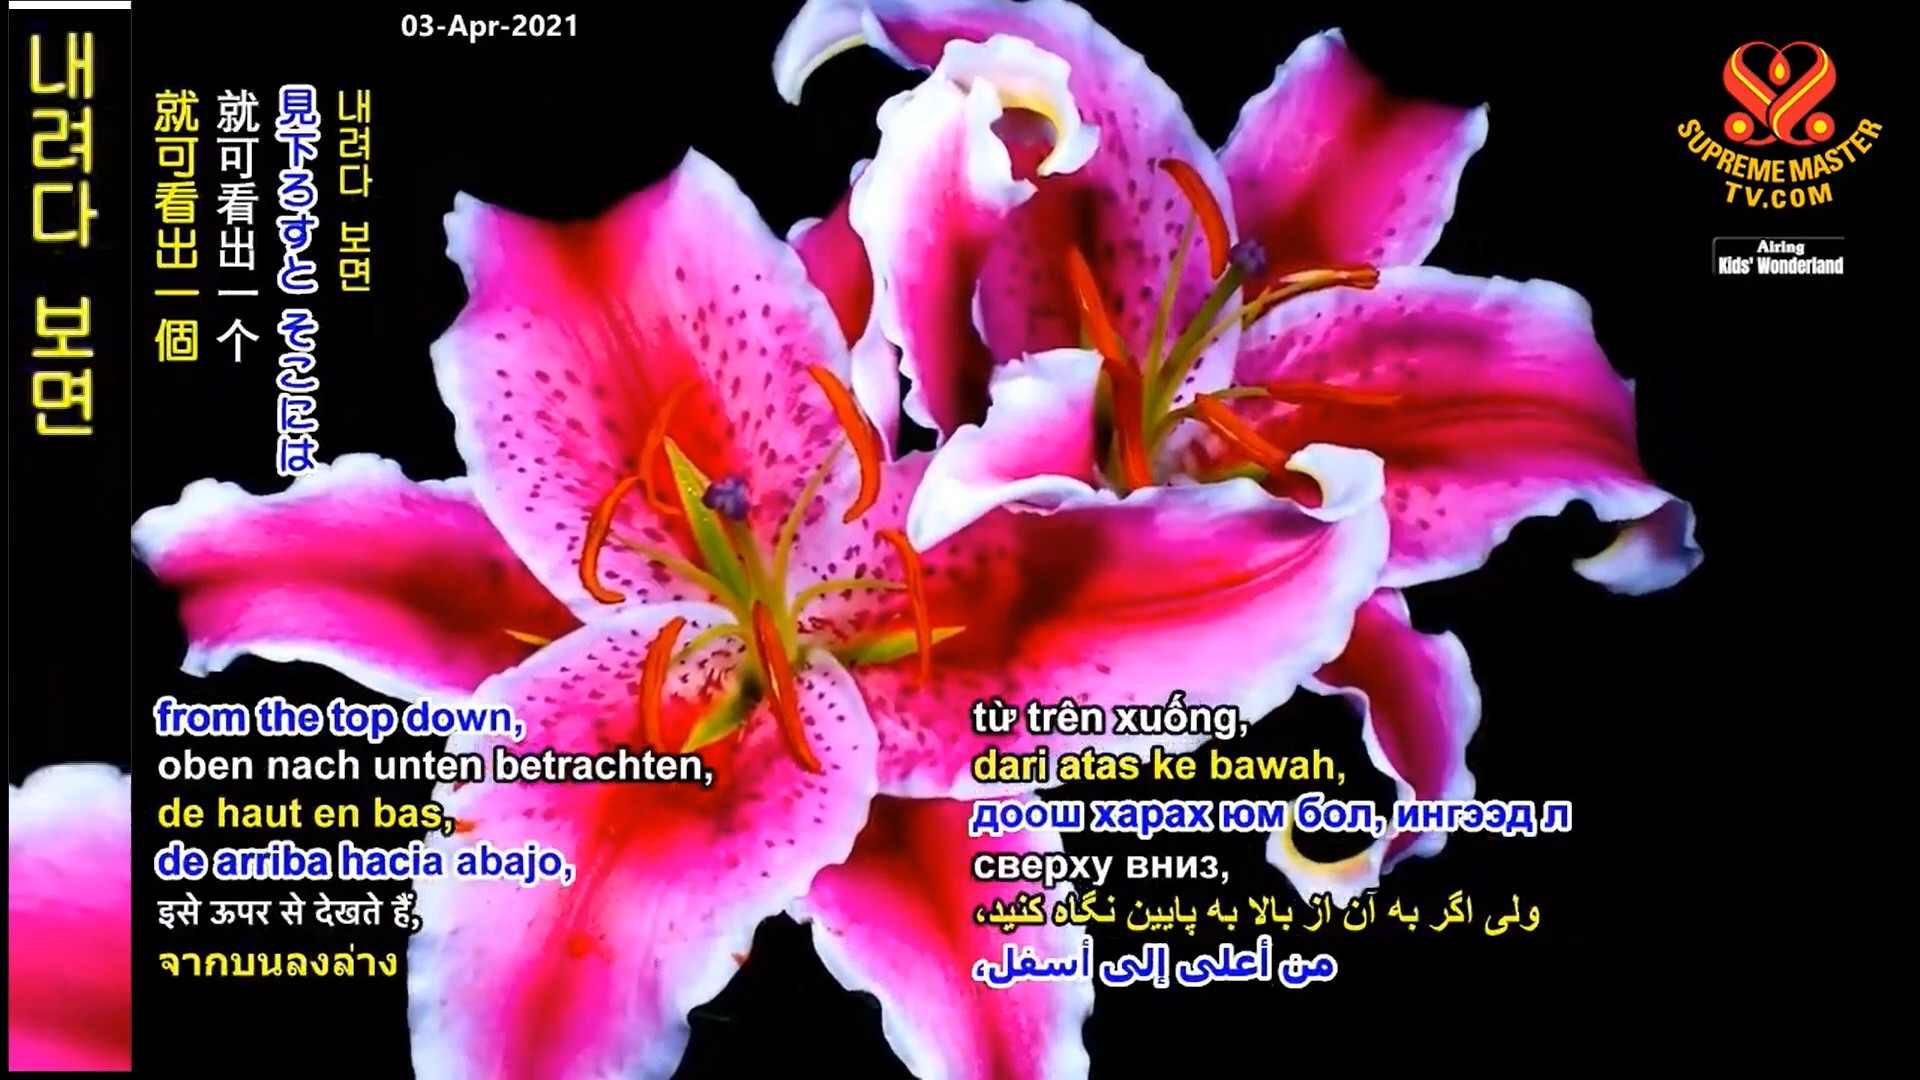 03-Apr-2021
내려다 보면
就可看出一個
就可看出一个
見下ろすと そこには
내려다 보면
SUPREME MASTER
TV.COM
Airing
Kids' Wonderland
from the top down,
oben nach unten betrachten,
de haut en bas,
de arriba hacia abajo,
इसे ऊपर से देखते हैं,
จากบนลงล่าง
từ trên xuống,
dari atas ke bawah,
доош харах юм бол, ингээд л
сверху вниз,
ولی اگر به آن از بالا به پایین نگاه کنید،
من أعلى إلى أسفل،